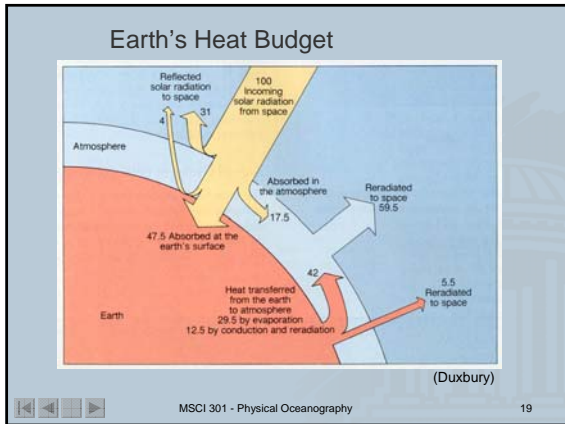 Earth's Heat Budget
Reflected
solar radiation
to space
4
31
100
Incoming
solar radiation
from space
Atmosphere
Absorbed in
the atmosphere
17.5
Reradiated
to space
59.5
47.5 Absorbed at the
earth's surface
42
Heat transferred
from the earth
to atmosphere
29.5 by evaporation
12.5 by conduction and reradiation
5.5
Reradiated
to space
Earth
(Duxbury)
MSCI 301 - Physical Oceanography
19